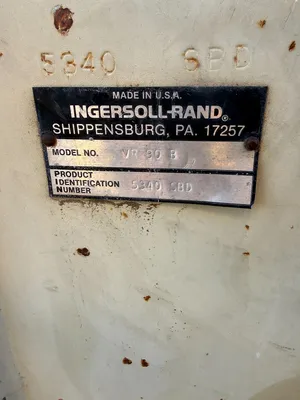 5340 SBD
MADE IN U.S.A.
INGERSOLL-RAND®
SHIPPENSBURG, PA. 17257
MODEL NO. VR 90 B
PRODUCT
IDENTIFICATION
NUMBER 5340 SBD